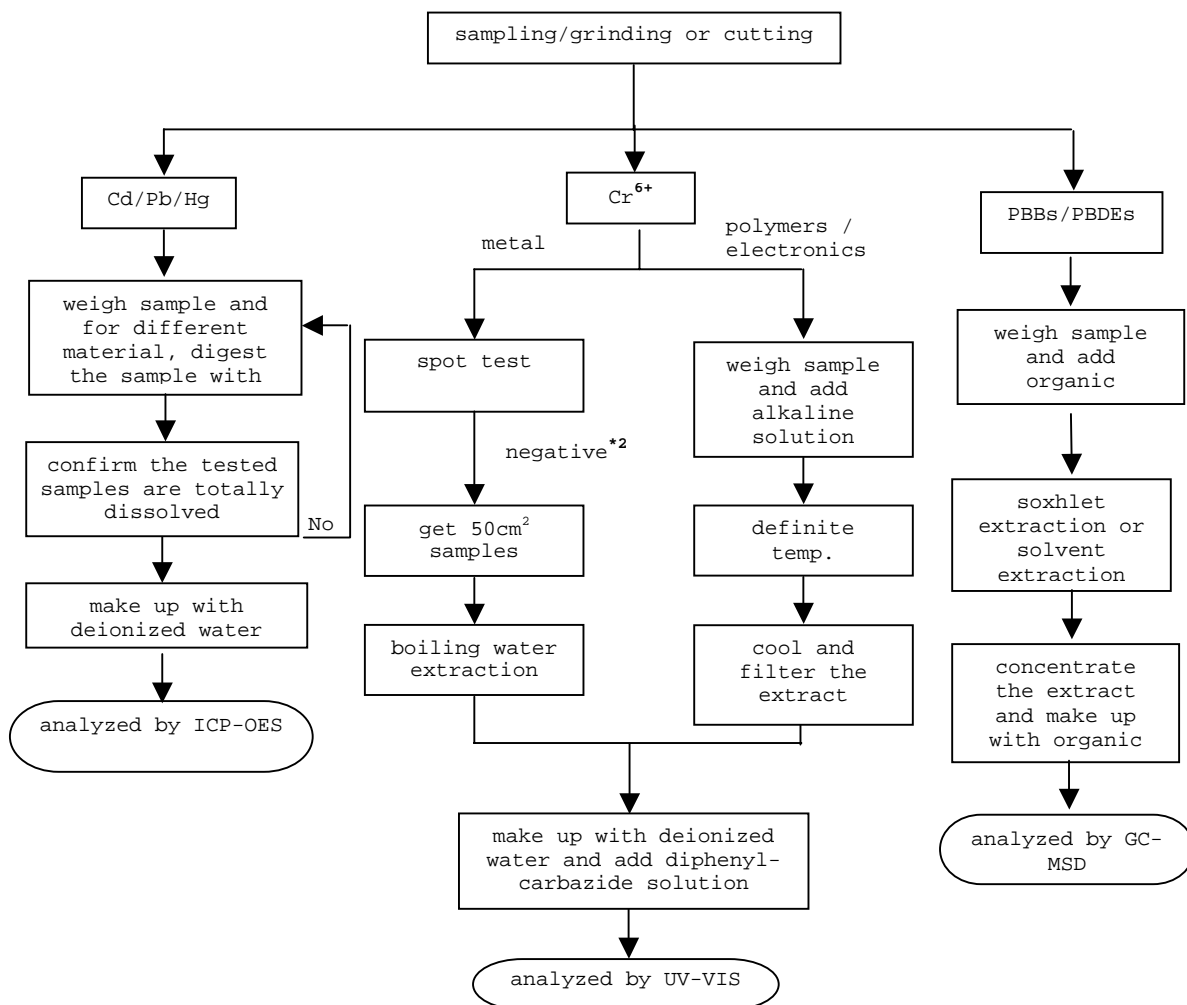 sampling/grinding or cutting
Cd/Pb/Hg
weigh sample and
for different
material, digest
the sample with
confirm the tested
samples are totally
dissolved
No
make up with
deionized water
analyzed by ICP-OES
Cr⁶⁺
metal
spot test
negative*²
get 50cm²
samples
boiling water
extraction
polymers /
electronics
weigh sample
and add
alkaline
solution
definite
temp.
cool and
filter the
extract
make up with deionized
water and add diphenyl-
carbazide solution
analyzed by UV-VIS
PBBs/PBDEs
weigh sample
and add
organic
soxhlet
extraction or
solvent
extraction
concentrate
the extract
and make up
with organic
analyzed by GC-
MSD